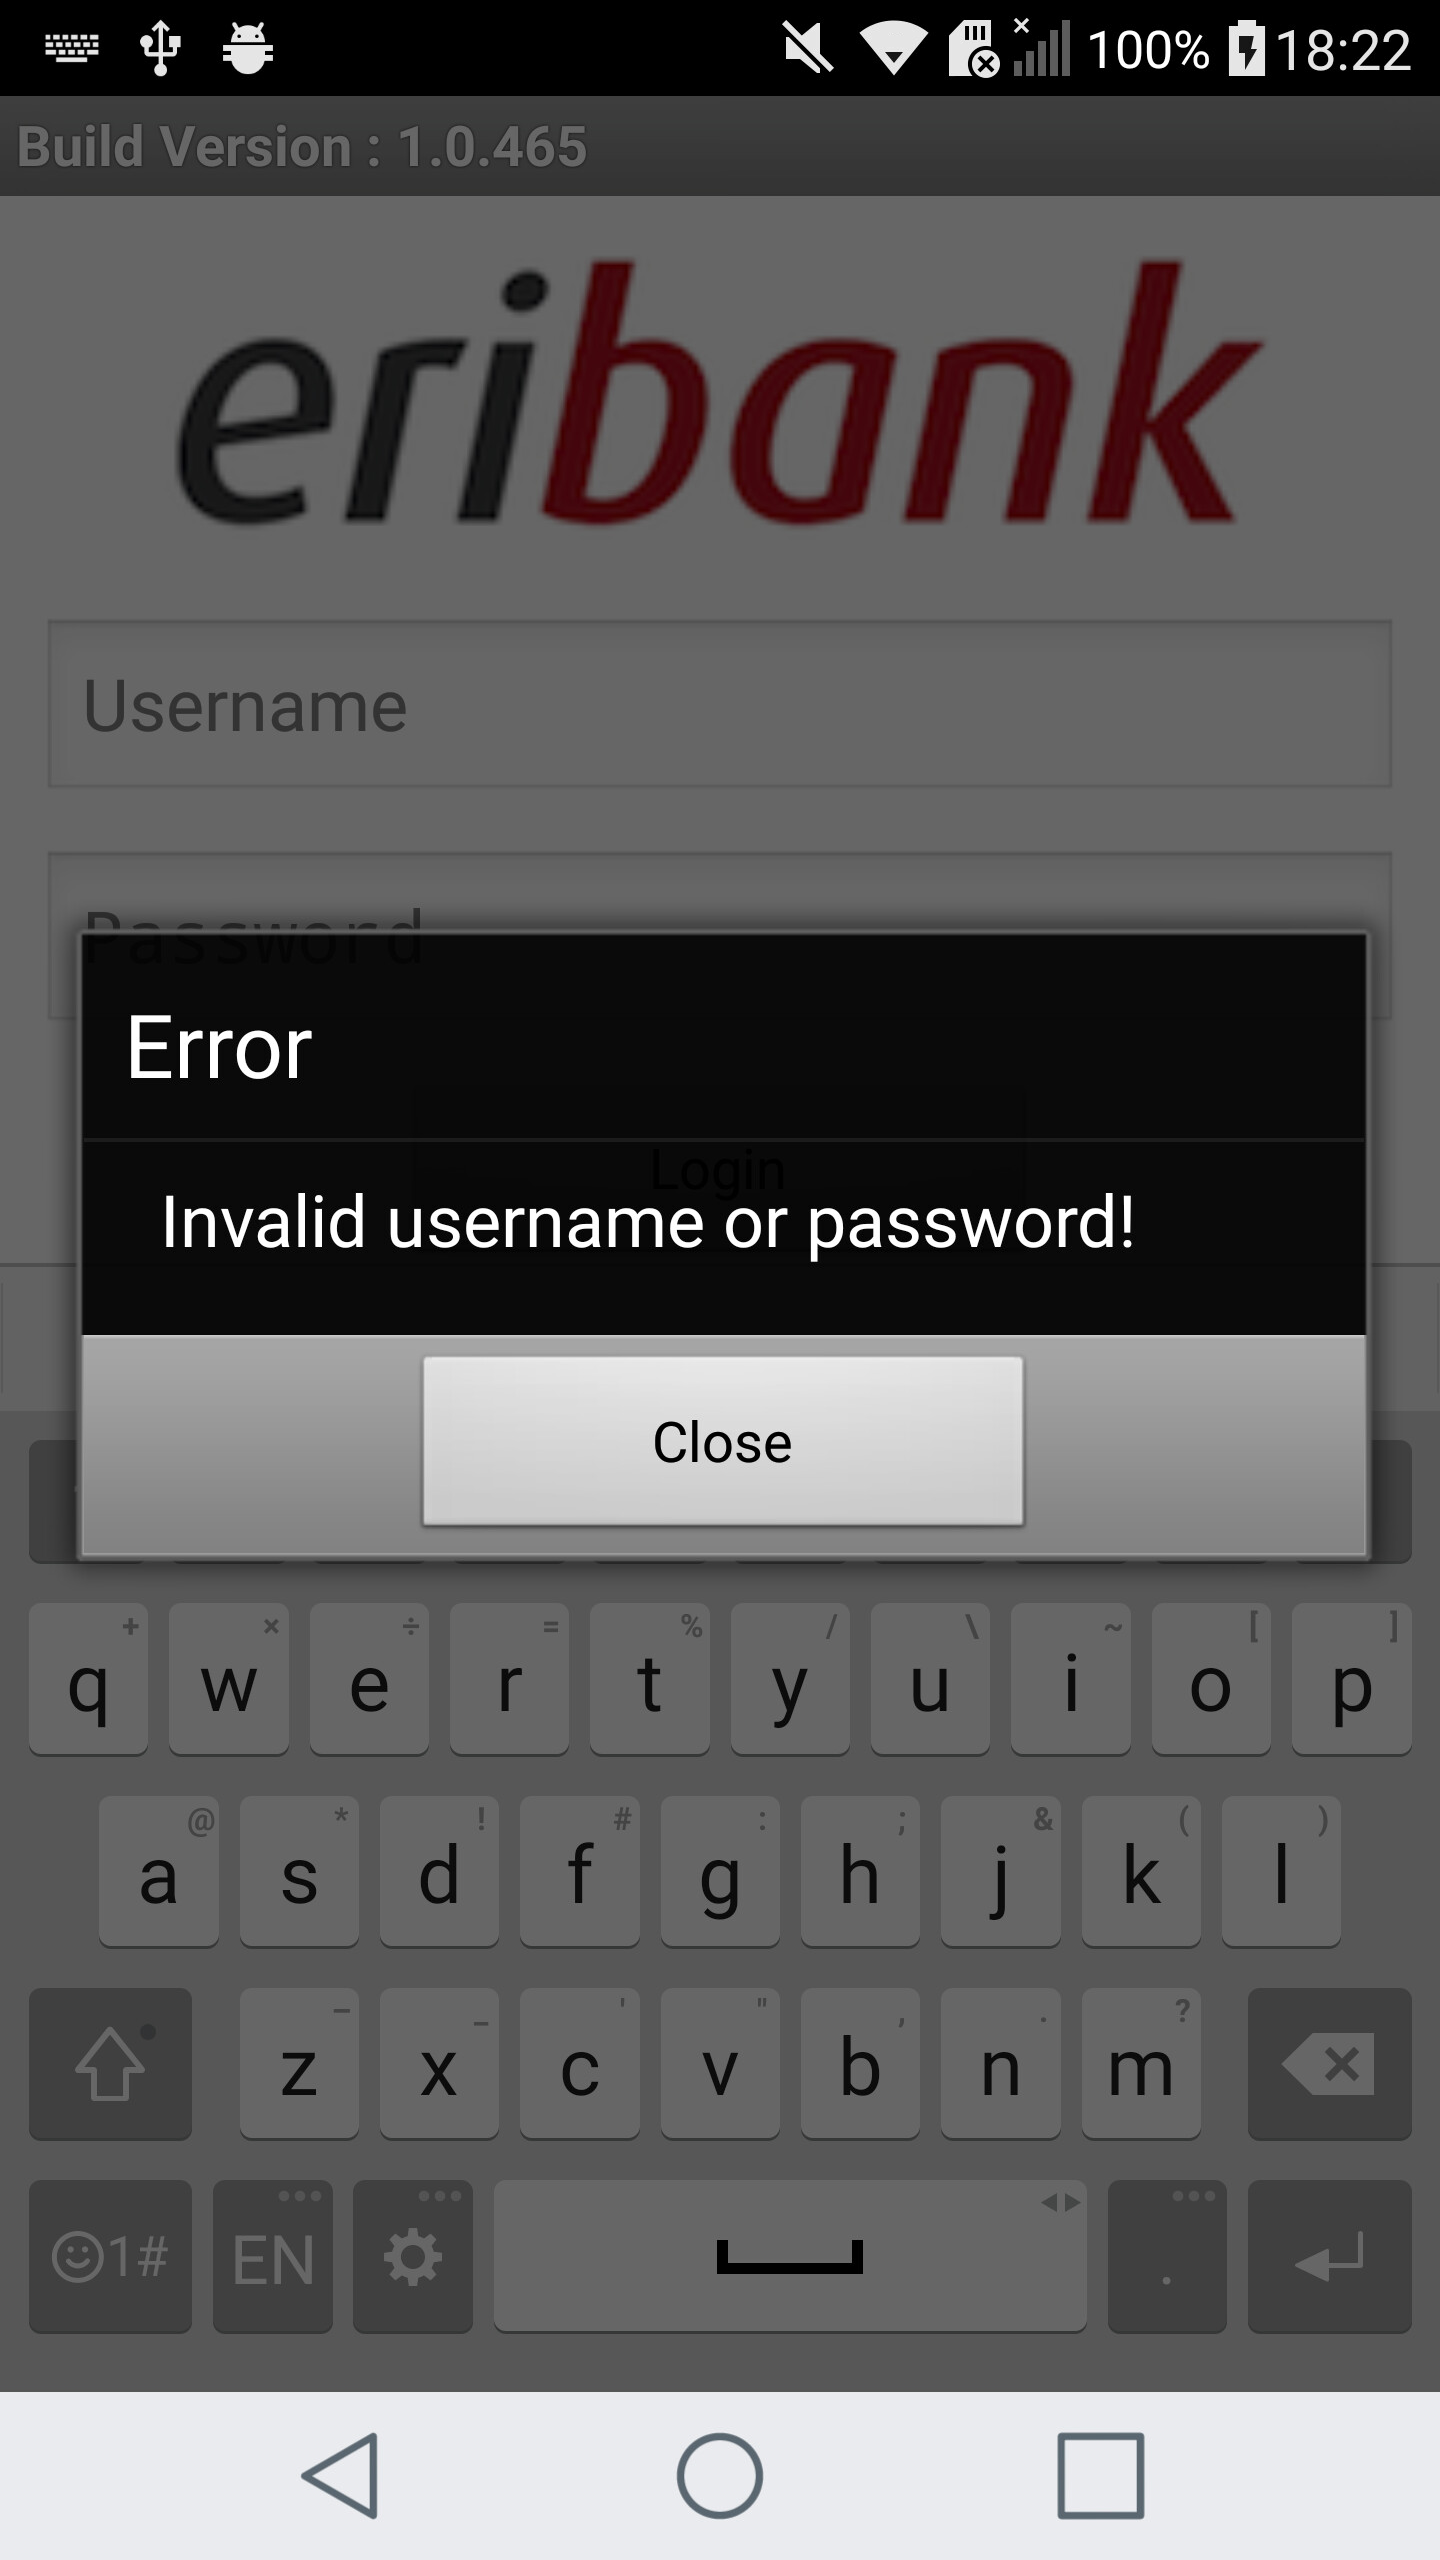 100% 18:22
Build Version : 1.0.465
eribank
Username
Password
Error
Login
Invalid username or password!
Close
+ × ÷ = % / \ ~ [ ]
q w e r t y u i o p
@ * ! # : ; & ( )
a s d f g h j k l
– _ ' " , . ?
z x c v b n m
1# EN .